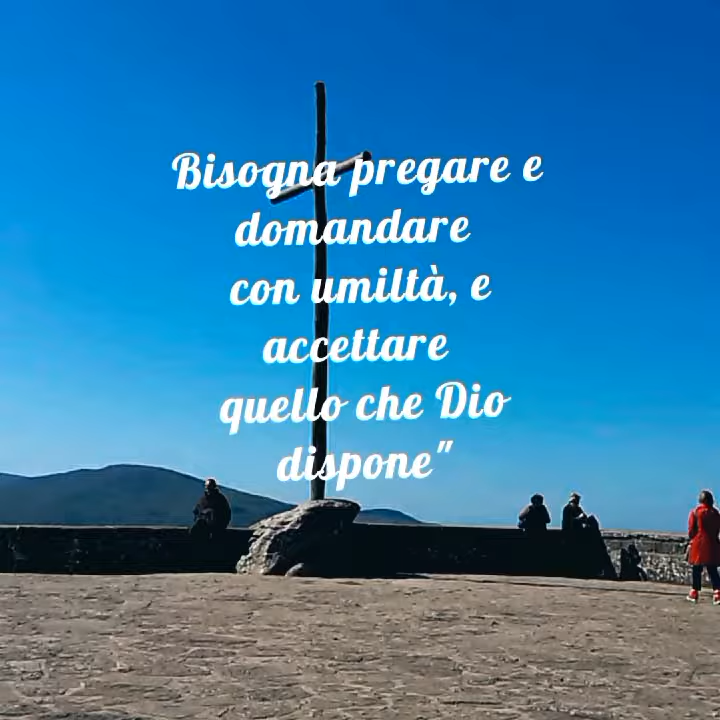 Bisogna pregare e
domandare
con umiltà, e
accettare
quello che Dio
dispone"